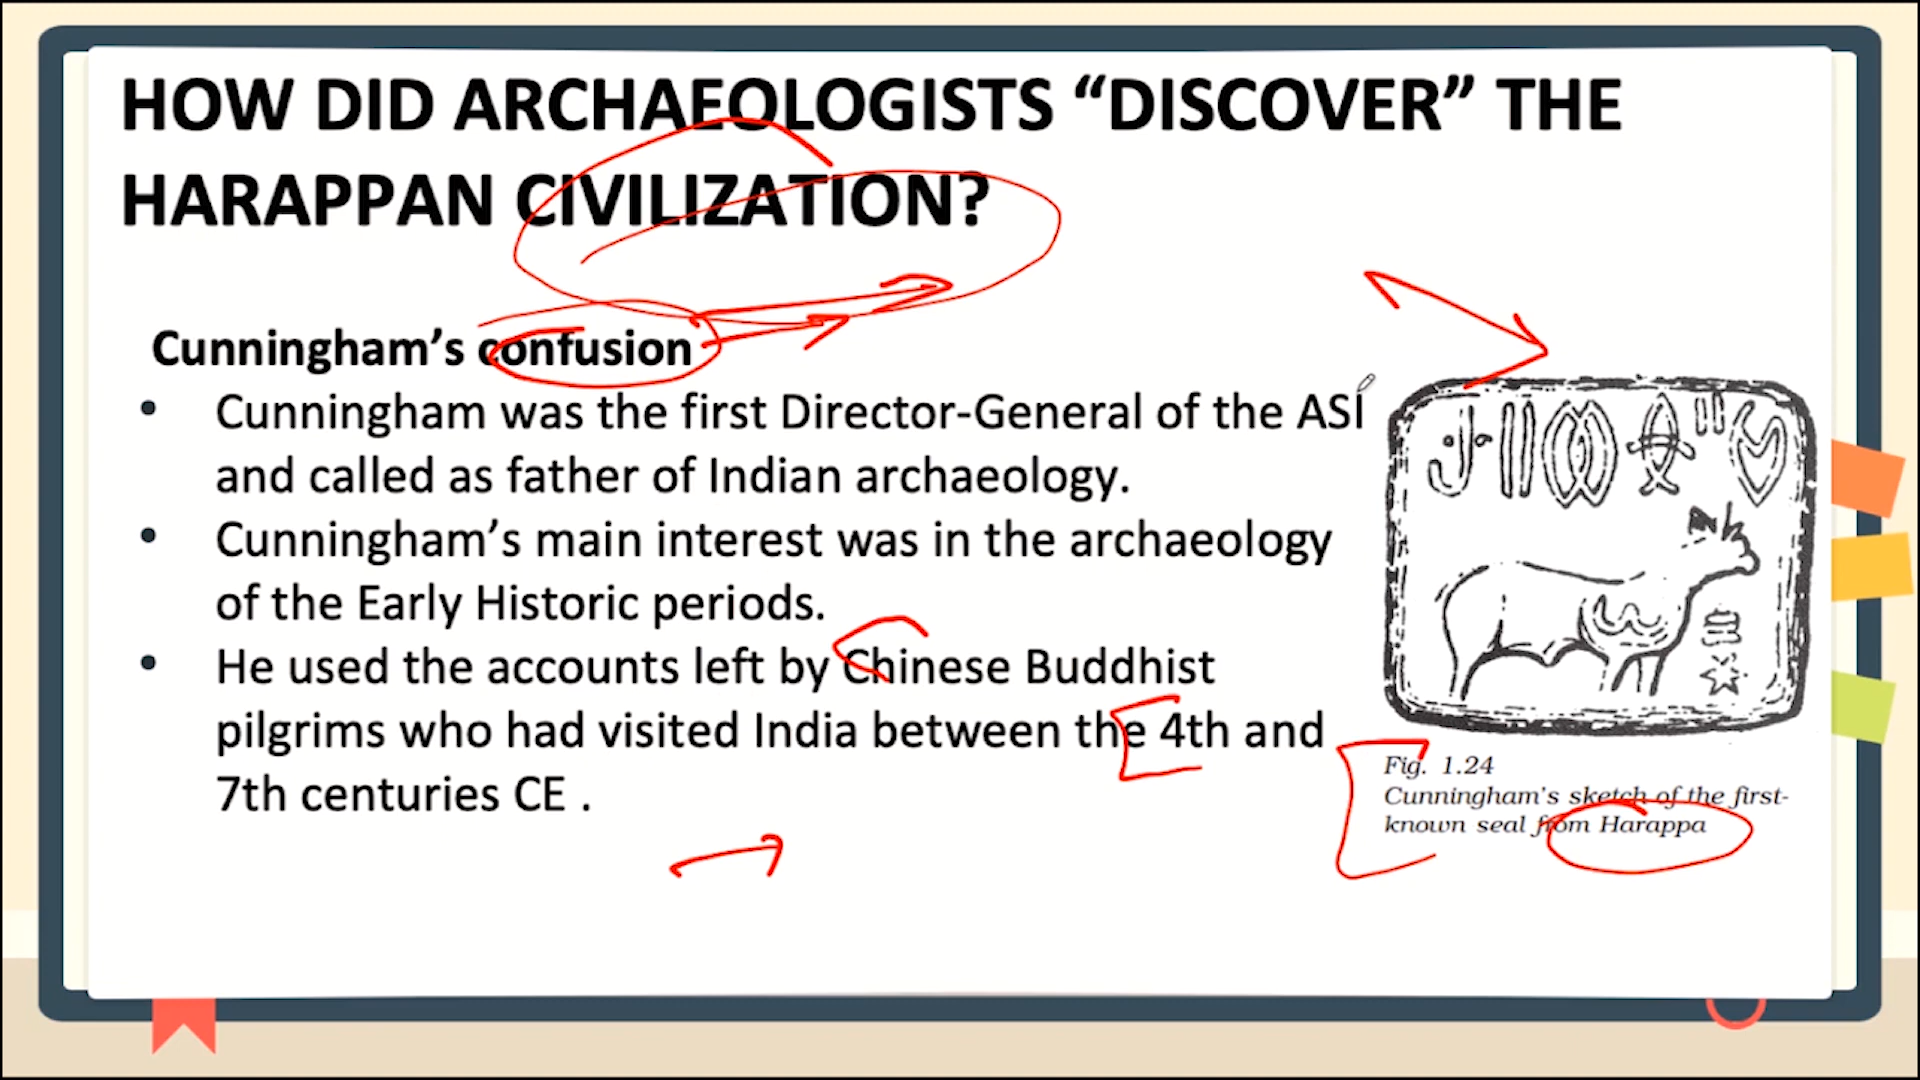 HOW DID ARCHAEOLOGISTS “DISCOVER” THE
HARAPPAN CIVILIZATION?
Cunningham’s confusion
• Cunningham was the first Director-General of the ASI
and called as father of Indian archaeology.
• Cunningham’s main interest was in the archaeology
of the Early Historic periods.
• He used the accounts left by Chinese Buddhist
pilgrims who had visited India between the 4th and
7th centuries CE .
Fig. 1.24
Cunningham’s sketch of the first-
known seal from Harappa